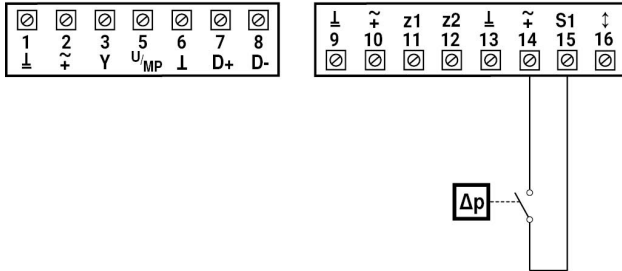 1 2 3 5 6 7 8
⏚ ~+ Y U/MP ⊥ D+ D-
⏚ ~+ z1 z2 ⏚ ~+ S1 ↕
9 10 11 12 13 14 15 16
Δp